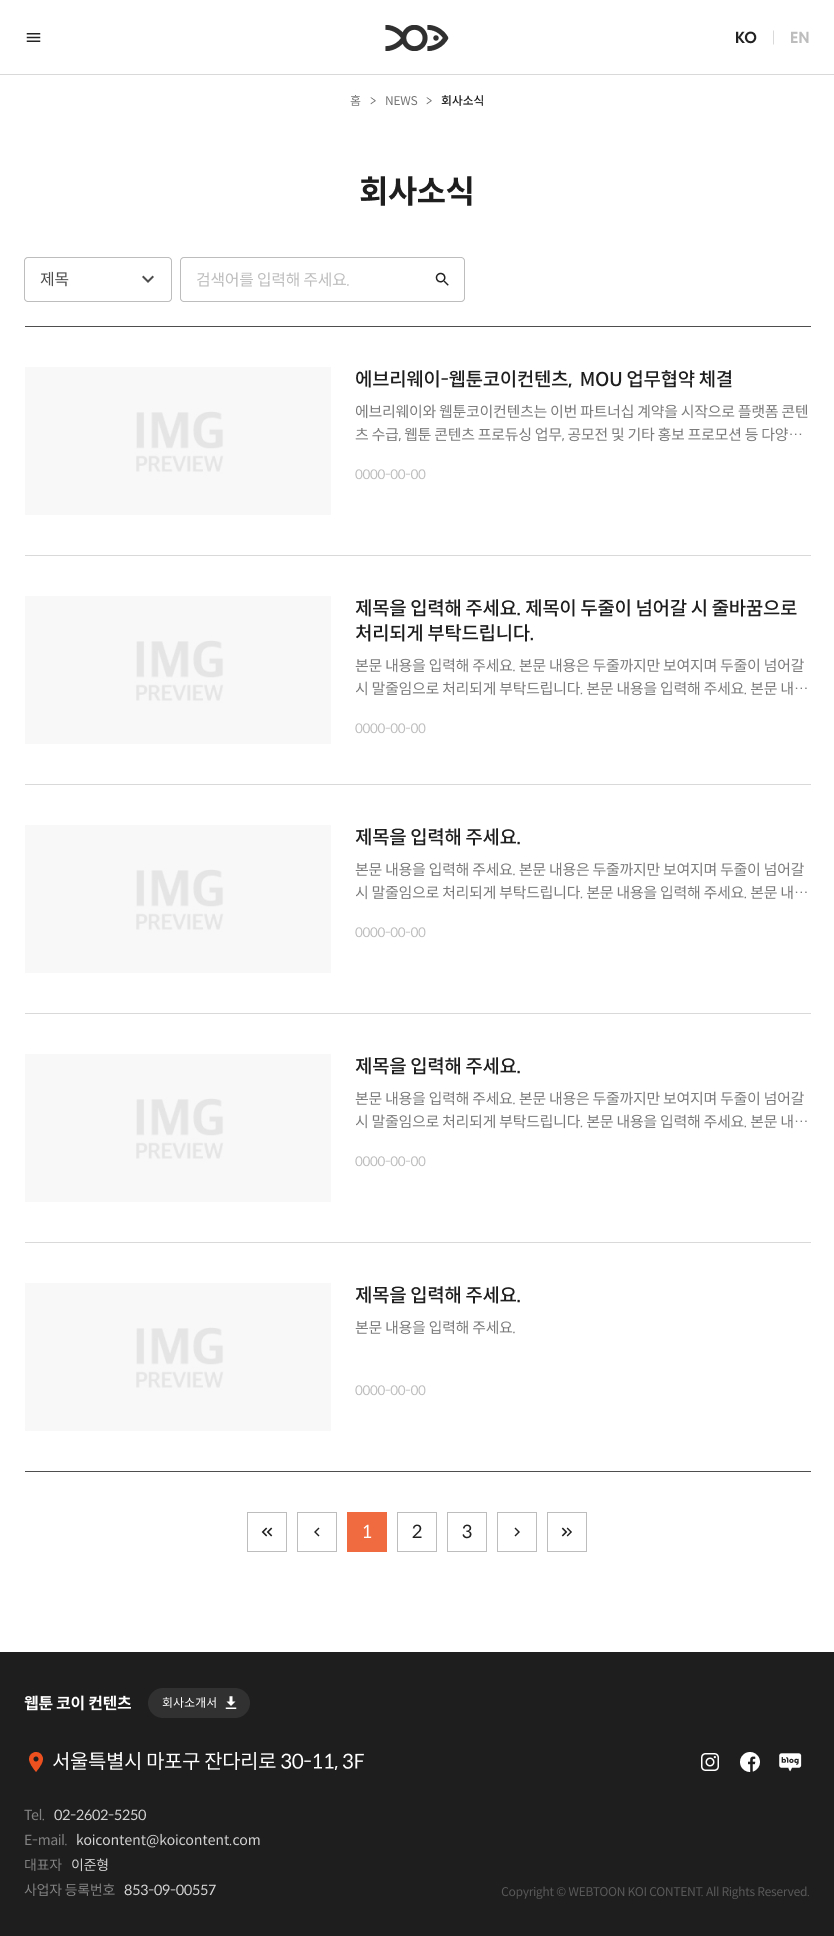 KO
EN
홈 > NEWS > 회사소식
회사소식
제목
검색어를 입력해 주세요.
IMG
PREVIEW
에브리웨이-웹툰코이컨텐츠, MOU 업무협약 체결
에브리웨이와 웹툰코이컨텐츠는 이번 파트너십 계약을 시작으로 플랫폼 콘텐
츠 수급, 웹툰 콘텐츠 프로듀싱 업무, 공모전 및 기타 홍보 프로모션 등 다양…
0000-00-00
IMG
PREVIEW
제목을 입력해 주세요. 제목이 두줄이 넘어갈 시 줄바꿈으로
처리되게 부탁드립니다.
본문 내용을 입력해 주세요. 본문 내용은 두줄까지만 보여지며 두줄이 넘어갈
시 말줄임으로 처리되게 부탁드립니다. 본문 내용을 입력해 주세요. 본문 내…
0000-00-00
IMG
PREVIEW
제목을 입력해 주세요.
본문 내용을 입력해 주세요. 본문 내용은 두줄까지만 보여지며 두줄이 넘어갈
시 말줄임으로 처리되게 부탁드립니다. 본문 내용을 입력해 주세요. 본문 내…
0000-00-00
IMG
PREVIEW
제목을 입력해 주세요.
본문 내용을 입력해 주세요. 본문 내용은 두줄까지만 보여지며 두줄이 넘어갈
시 말줄임으로 처리되게 부탁드립니다. 본문 내용을 입력해 주세요. 본문 내…
0000-00-00
IMG
PREVIEW
제목을 입력해 주세요.
본문 내용을 입력해 주세요.
0000-00-00
« ‹ 1 2 3 › »
웹툰 코이 컨텐츠
회사소개서
서울특별시 마포구 잔다리로 30-11, 3F
blog
Tel. 02-2602-5250
E-mail. koicontent@koicontent.com
대표자 이준형
사업자 등록번호 853-09-00557
Copyright © WEBTOON KOI CONTENT. All Rights Reserved.